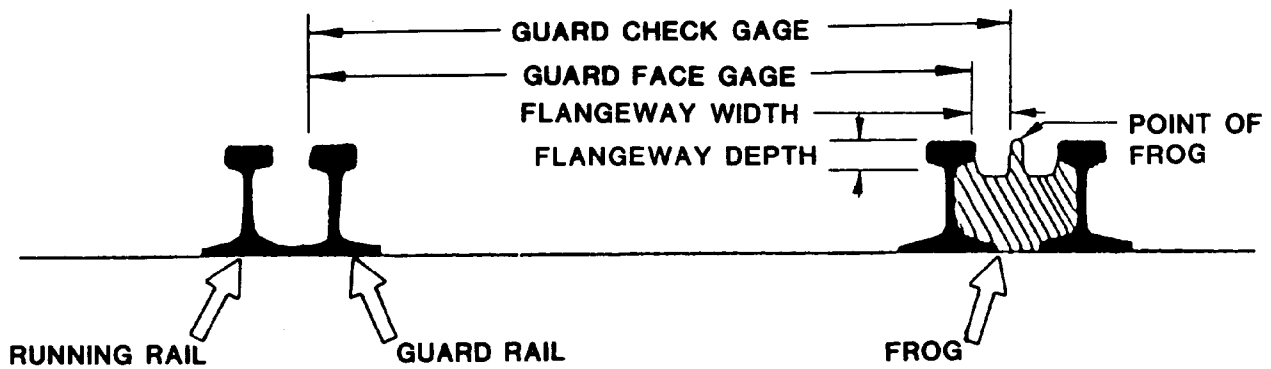 GUARD CHECK GAGE
GUARD FACE GAGE
FLANGEWAY WIDTH
FLANGEWAY DEPTH
POINT OF
FROG
RUNNING RAIL
GUARD RAIL
FROG